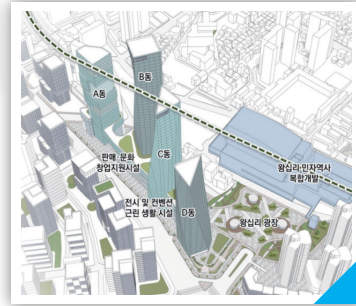 B동
A동
C동
판매·문화
창업지원시설
왕십리 민자역사
복합개발
전시 및 컨벤션
근린 생활 시설
D동
왕십리 광장